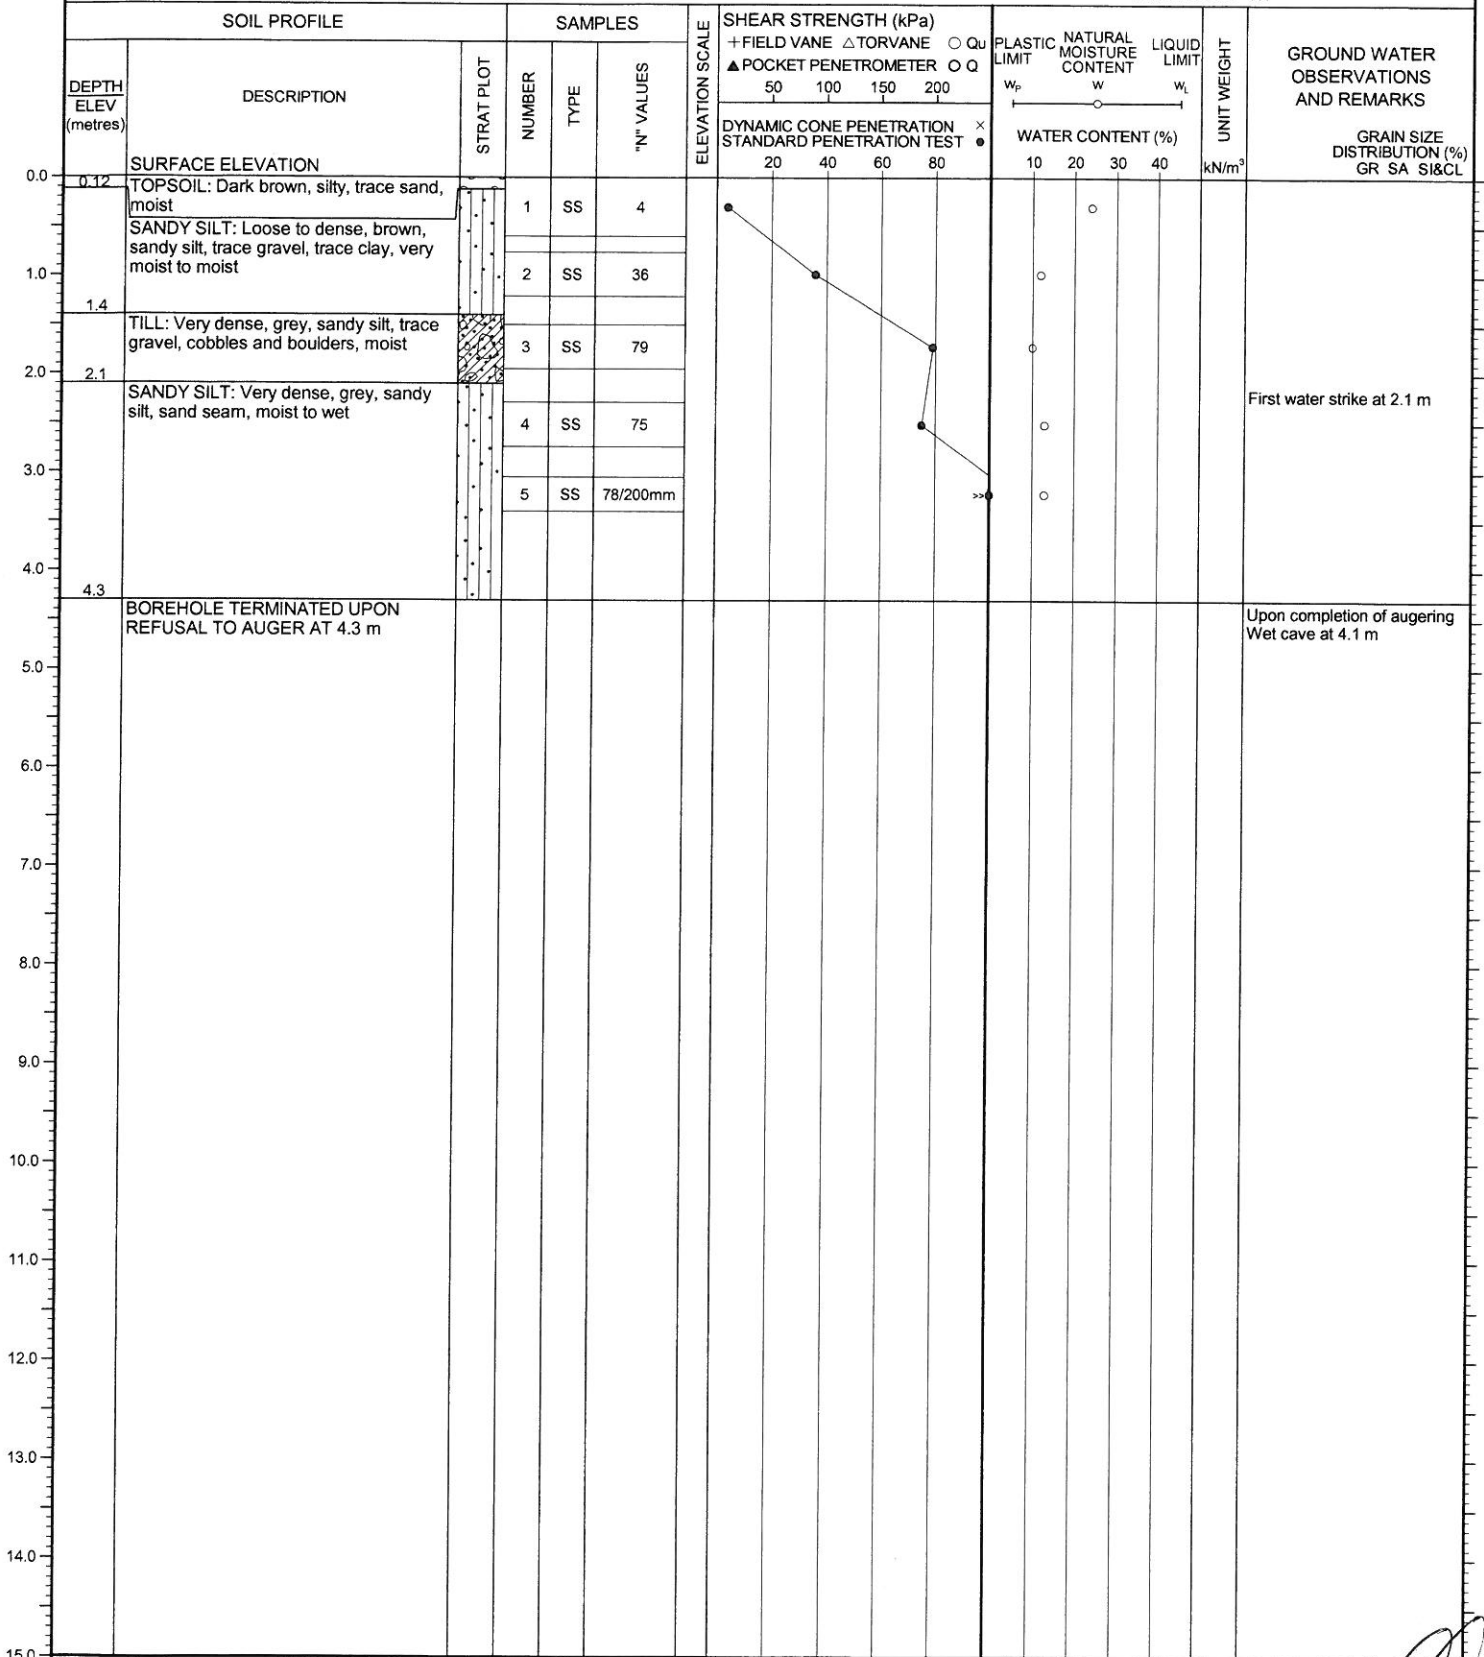 SOIL PROFILE
SAMPLES
DEPTH
ELEV
(metres)
DESCRIPTION
STRAT PLOT
NUMBER
TYPE
"N" VALUES
ELEVATION SCALE
SHEAR STRENGTH (kPa)
+ FIELD VANE △ TORVANE ○ Qu
▲ POCKET PENETROMETER ○ Q
50 100 150 200
DYNAMIC CONE PENETRATION ×
STANDARD PENETRATION TEST ●
20 40 60 80
PLASTIC LIMIT
NATURAL MOISTURE CONTENT
LIQUID LIMIT
WP W WL
WATER CONTENT (%)
10 20 30 40
UNIT WEIGHT
kN/m³
GROUND WATER
OBSERVATIONS
AND REMARKS
GRAIN SIZE
DISTRIBUTION (%)
GR SA SI&CL
SURFACE ELEVATION
0.0
0.12
TOPSOIL: Dark brown, silty, trace sand,
moist
1 SS 4
SANDY SILT: Loose to dense, brown,
sandy silt, trace gravel, trace clay, very
moist to moist
1.0
2 SS 36
1.4
TILL: Very dense, grey, sandy silt, trace
gravel, cobbles and boulders, moist
3 SS 79
2.0
2.1
SANDY SILT: Very dense, grey, sandy
silt, sand seam, moist to wet
First water strike at 2.1 m
4 SS 75
3.0
5 SS 78/200mm
>>
4.0
4.3
BOREHOLE TERMINATED UPON
REFUSAL TO AUGER AT 4.3 m
Upon completion of augering
Wet cave at 4.1 m
5.0
6.0
7.0
8.0
9.0
10.0
11.0
12.0
13.0
14.0
15.0